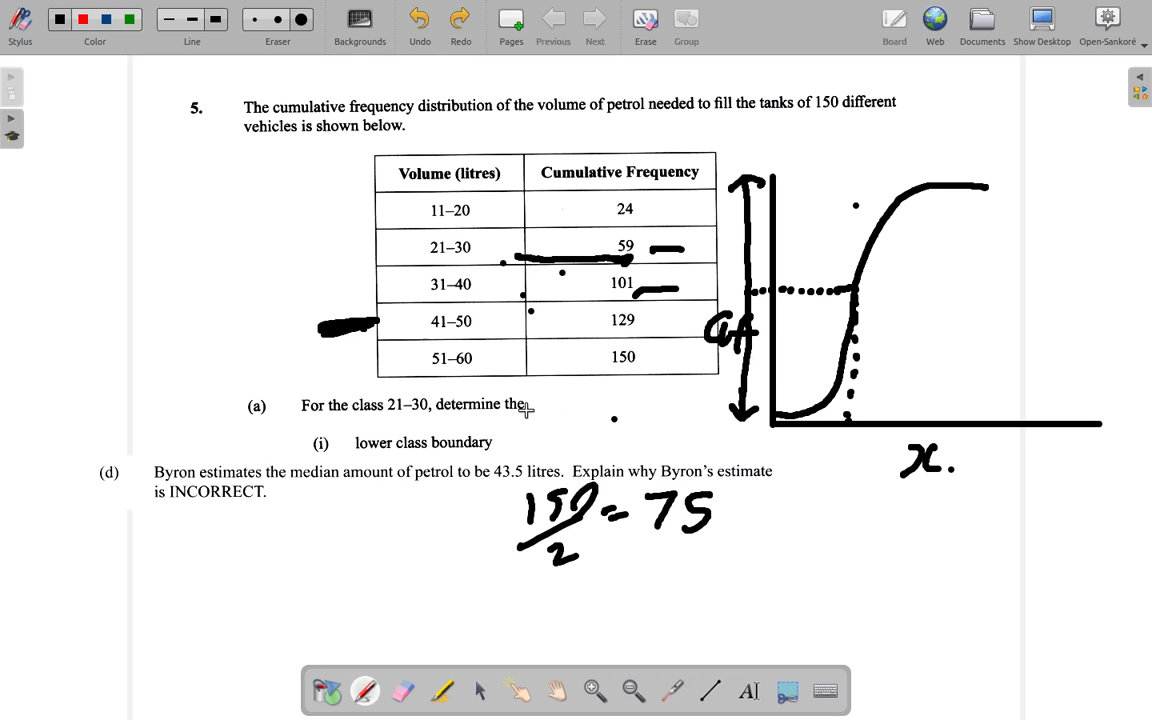 Stylus Color Line Eraser Backgrounds Undo Redo Pages Previous Next Erase Group Board Web Documents Show Desktop Open-Sankoré
5. The cumulative frequency distribution of the volume of petrol needed to fill the tanks of 150 different
vehicles is shown below.
Volume (litres) Cumulative Frequency
11–20 24
21–30 59
31–40 101
41–50 129
51–60 150
(a) For the class 21–30, determine the
(i) lower class boundary
(d) Byron estimates the median amount of petrol to be 43.5 litres. Explain why Byron's estimate
is INCORRECT.
150/2 = 75
x.
AI